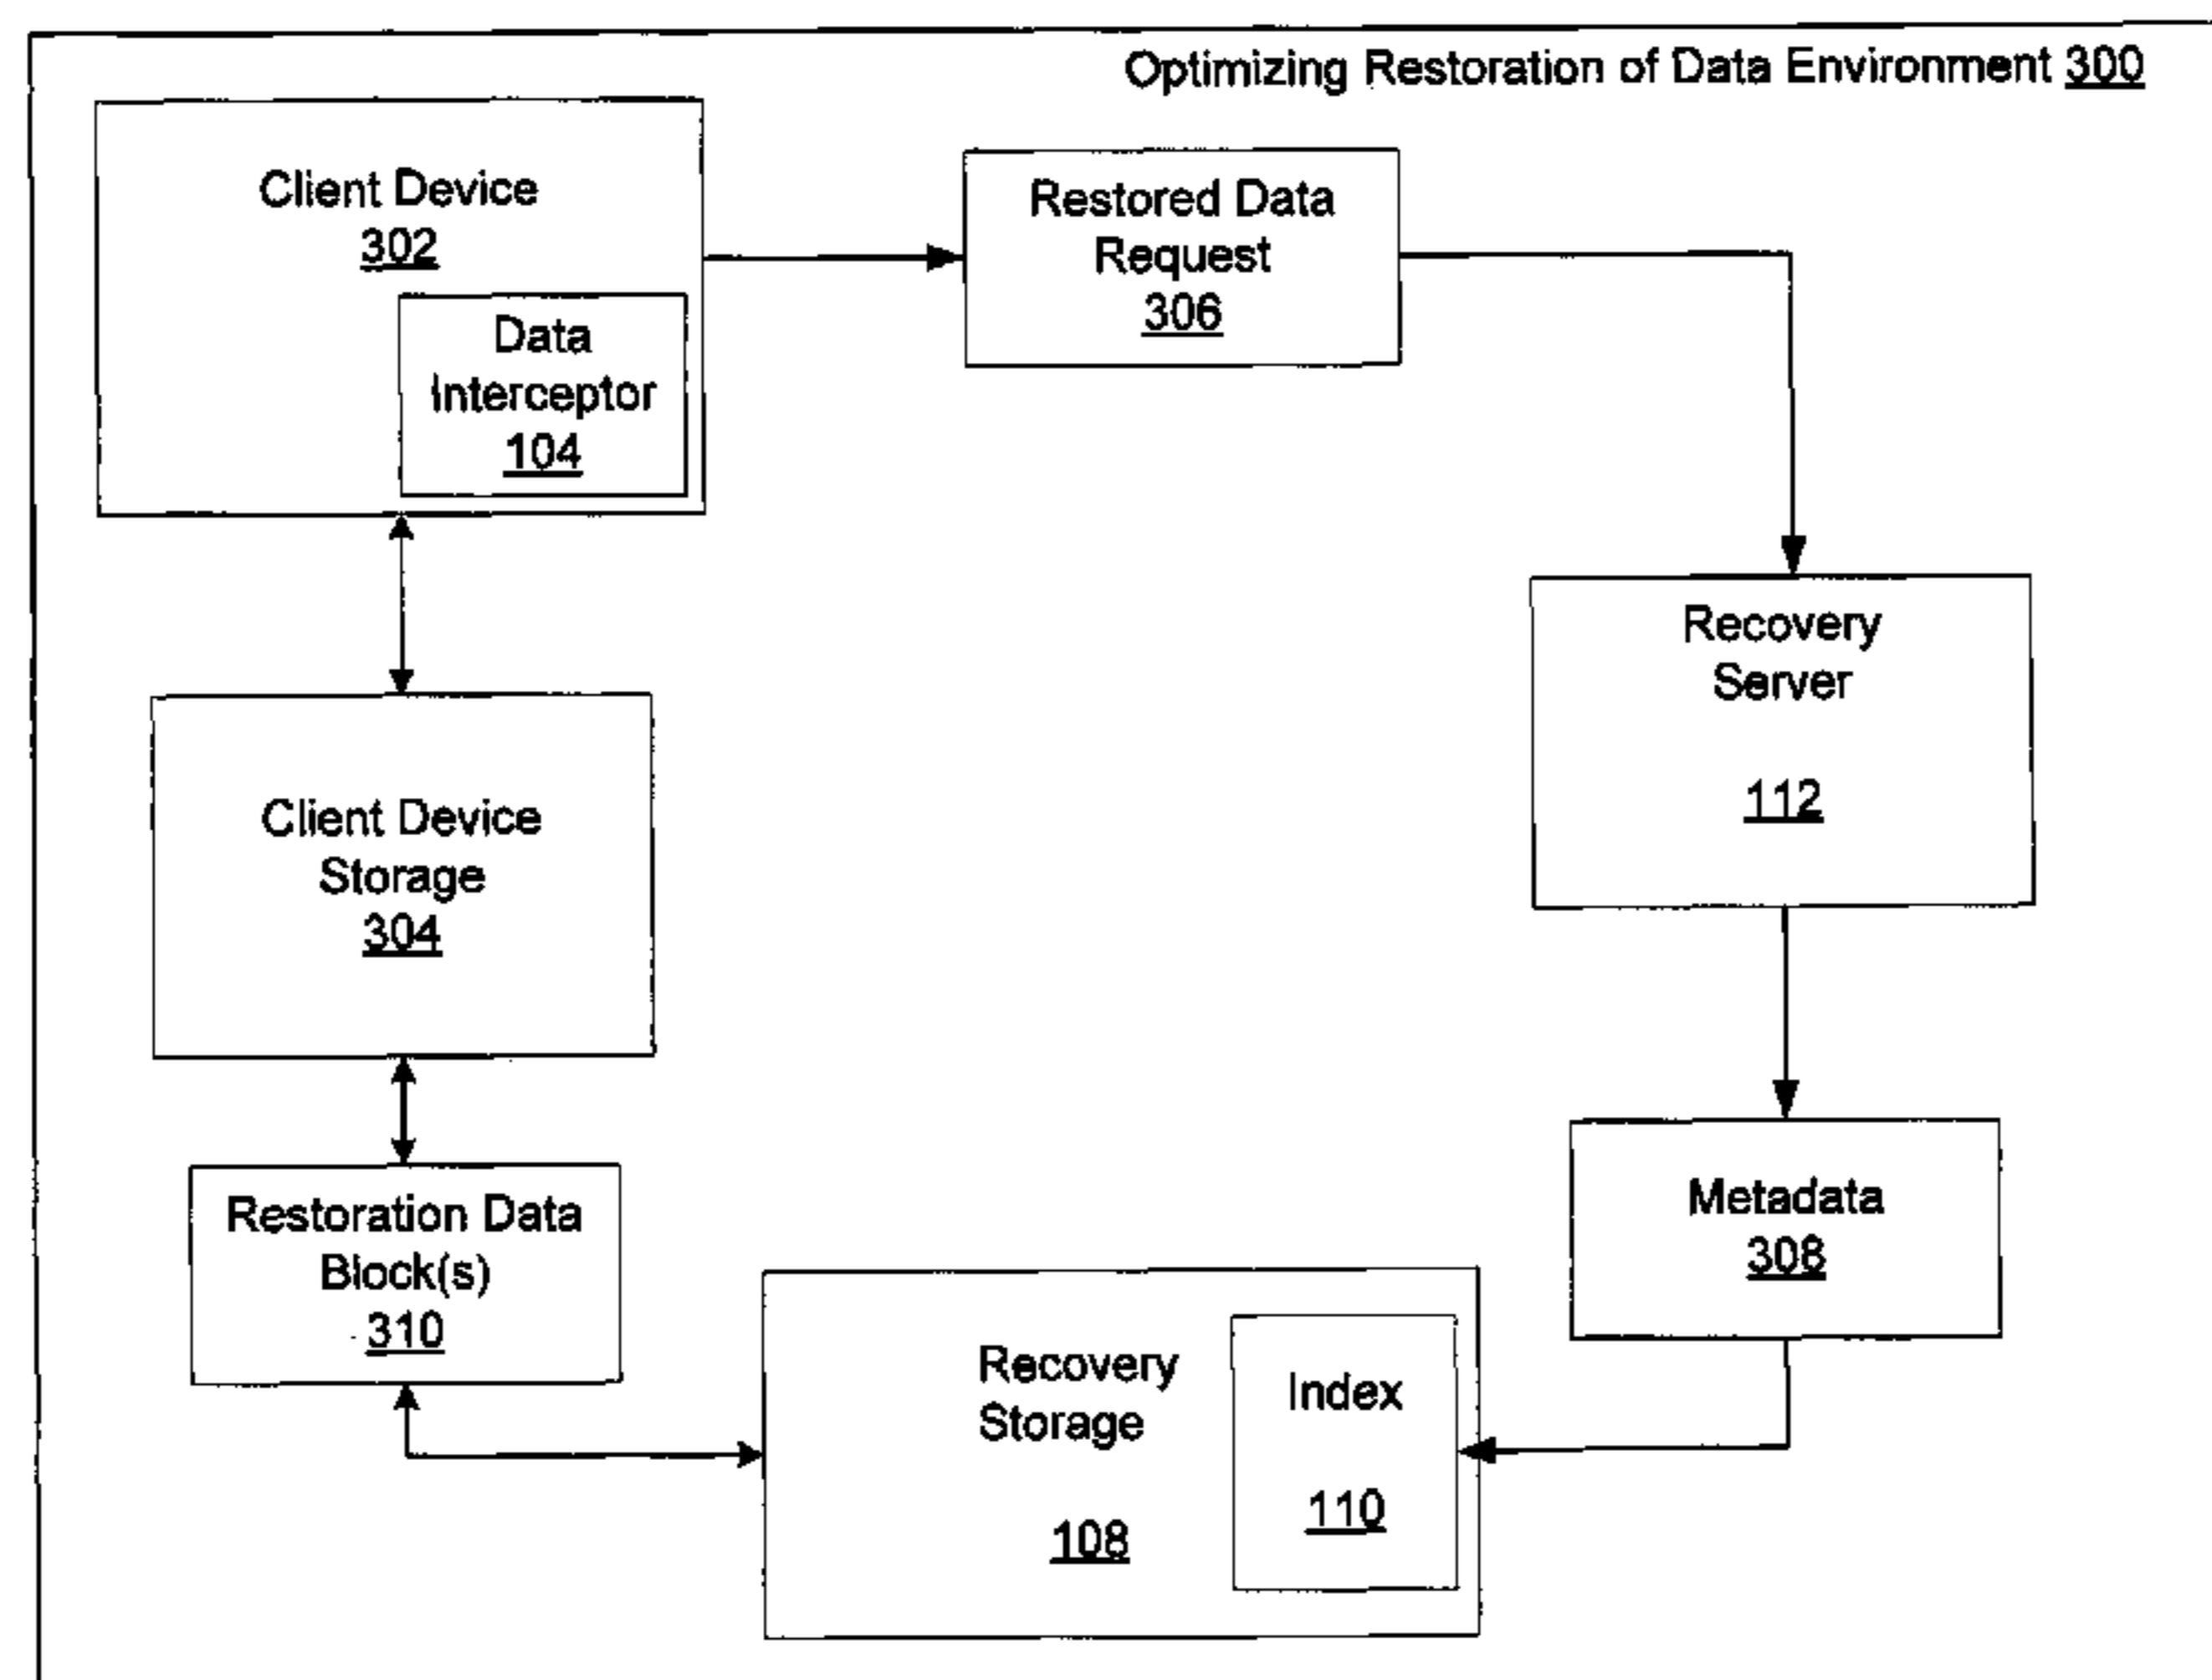 Optimizing Restoration of Data Environment 300
Client Device
302
Data
Interceptor
104
Restored Data
Request
306
Recovery
Server
112
Client Device
Storage
304
Metadata
308
Restoration Data
Block(s)
310
Recovery
Storage
108
Index
110